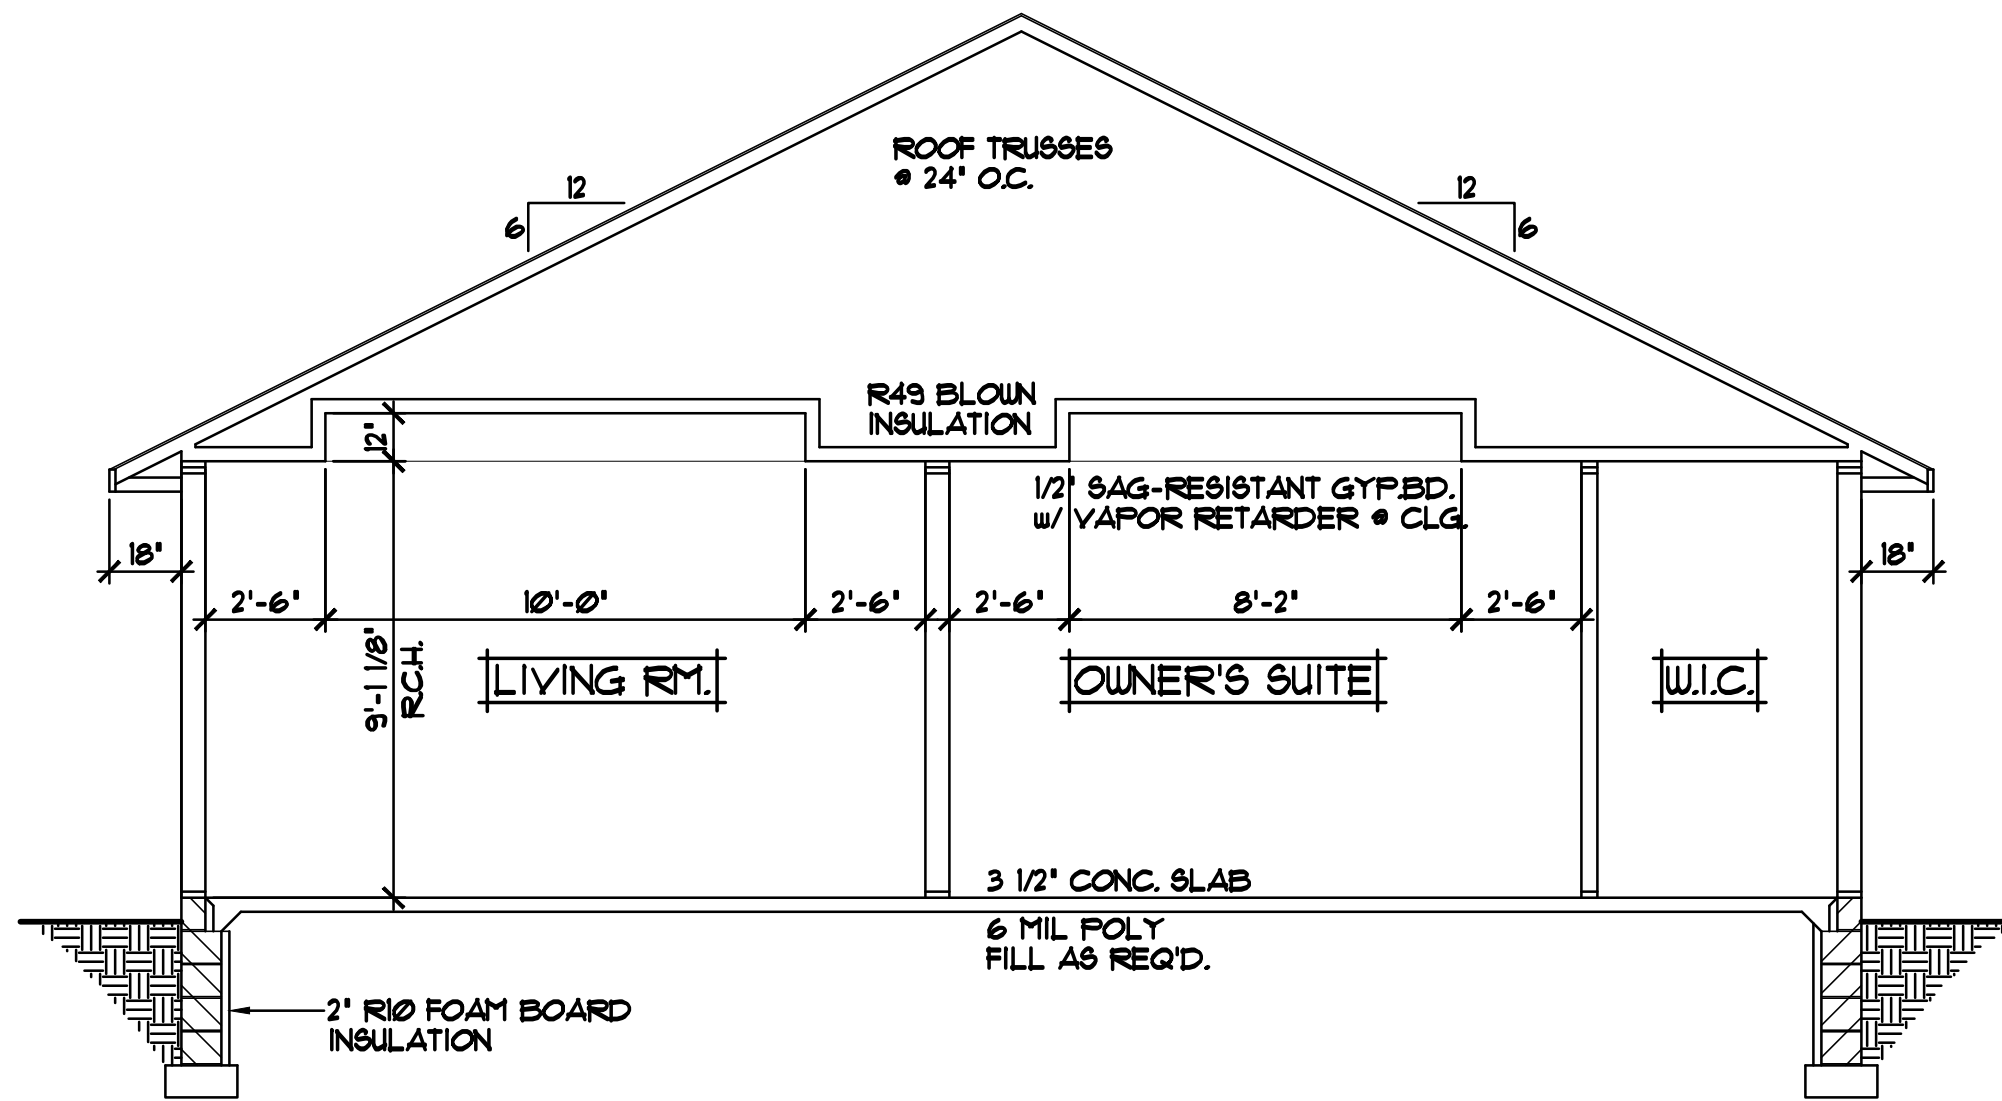 ROOF TRUSSES
@ 24" O.C.
12
6
12
6
R49 BLOWN
INSULATION
12"
1/2" SAG-RESISTANT GYP.BD.
w/ VAPOR RETARDER @ CLG.
18"
18"
2'-6"
10'-0"
2'-6"
2'-6"
8'-2"
2'-6"
9'-1 1/8"
R.C.H.
LIVING RM.
OWNER'S SUITE
W.I.C.
3 1/2" CONC. SLAB
6 MIL POLY
FILL AS REQ'D.
2" R10 FOAM BOARD
INSULATION